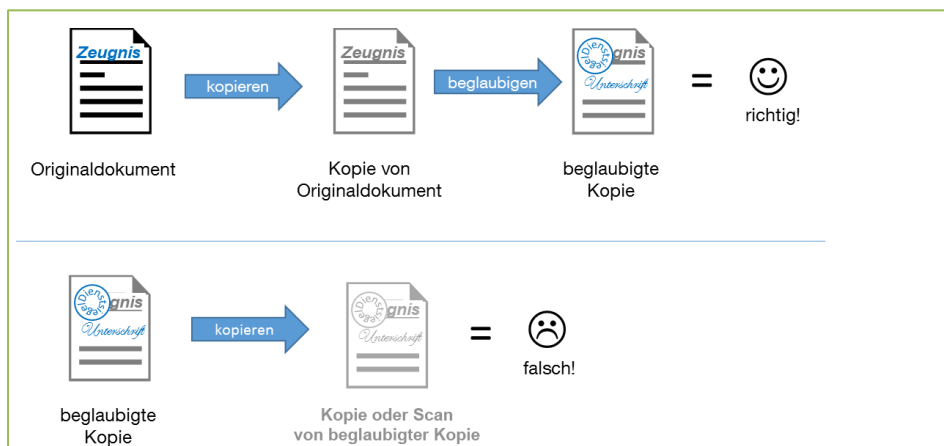 Zeugnis
kopieren
Zeugnis
beglaubigen
Dienstsiegel
gnis
Unterschrift
=
richtig!
Originaldokument
Kopie von
Originaldokument
beglaubigte
Kopie
Dienstsiegel
gnis
Unterschrift
kopieren
Dienstsiegel
gnis
Unterschrift
=
falsch!
beglaubigte
Kopie
Kopie oder Scan
von beglaubigter Kopie